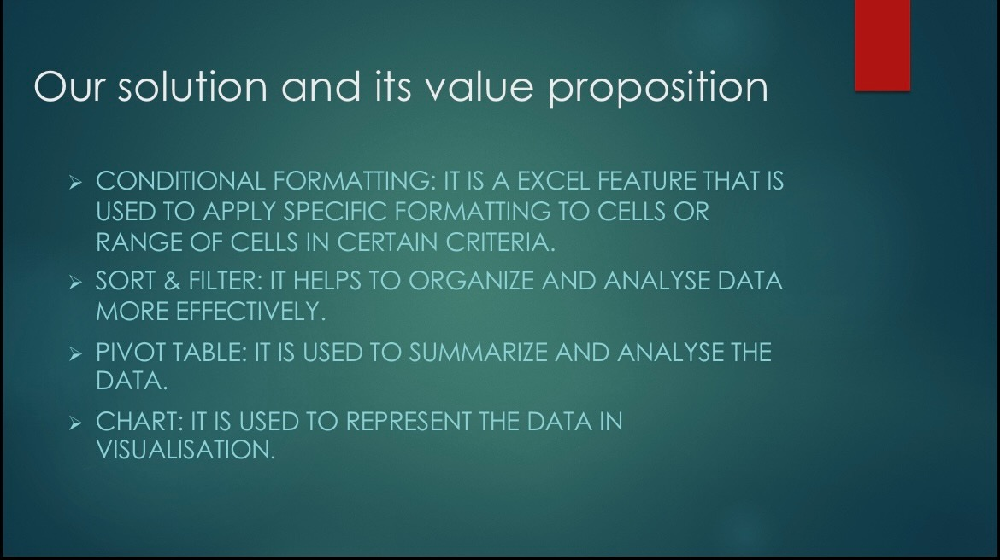 Our solution and its value proposition
CONDITIONAL FORMATTING: IT IS A EXCEL FEATURE THAT IS
USED TO APPLY SPECIFIC FORMATTING TO CELLS OR
RANGE OF CELLS IN CERTAIN CRITERIA.
SORT & FILTER: IT HELPS TO ORGANIZE AND ANALYSE DATA
MORE EFFECTIVELY.
PIVOT TABLE: IT IS USED TO SUMMARIZE AND ANALYSE THE
DATA.
CHART: IT IS USED TO REPRESENT THE DATA IN
VISUALISATION.